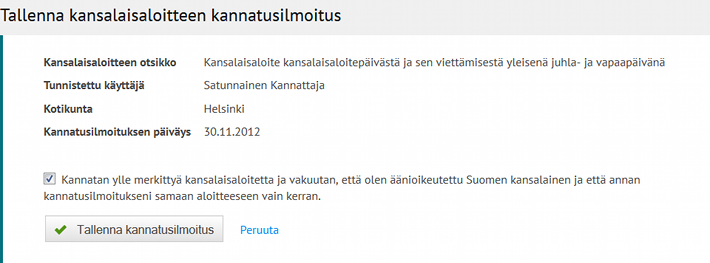 Tallenna kansalaisaloitteen kannatusilmoitus
Kansalaisaloitteen otsikko Kansalaisaloite kansalaisaloitepäivästä ja sen viettämisestä yleisenä juhla- ja vapaapäivänä
Tunnistettu käyttäjä Satunnainen Kannattaja
Kotikunta Helsinki
Kannatusilmoituksen päiväys 30.11.2012
Kannatan ylle merkittyä kansalaisaloitetta ja vakuutan, että olen äänioikeutettu Suomen kansalainen ja että annan
kannatusilmoitukseni samaan aloitteeseen vain kerran.
Tallenna kannatusilmoitus Peruuta